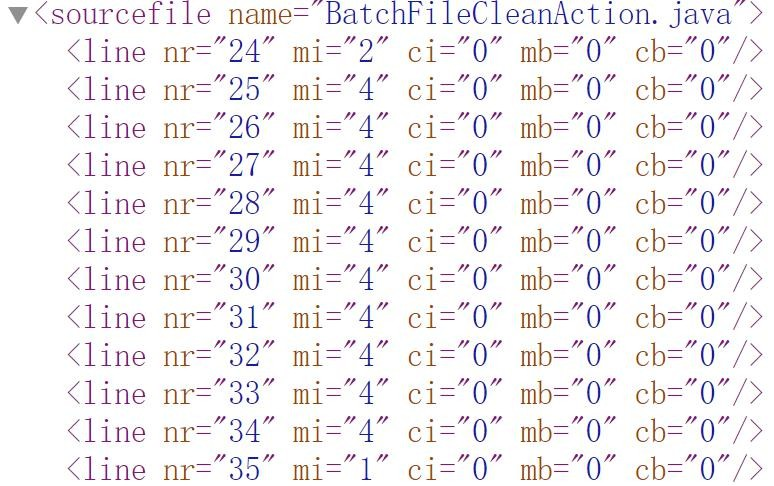 ▼<sourcefile name="BatchFileCleanAction.java">
<line nr="24" mi="2" ci="0" mb="0" cb="0"/>
<line nr="25" mi="4" ci="0" mb="0" cb="0"/>
<line nr="26" mi="4" ci="0" mb="0" cb="0"/>
<line nr="27" mi="4" ci="0" mb="0" cb="0"/>
<line nr="28" mi="4" ci="0" mb="0" cb="0"/>
<line nr="29" mi="4" ci="0" mb="0" cb="0"/>
<line nr="30" mi="4" ci="0" mb="0" cb="0"/>
<line nr="31" mi="4" ci="0" mb="0" cb="0"/>
<line nr="32" mi="4" ci="0" mb="0" cb="0"/>
<line nr="33" mi="4" ci="0" mb="0" cb="0"/>
<line nr="34" mi="4" ci="0" mb="0" cb="0"/>
<line nr="35" mi="1" ci="0" mb="0" cb="0"/>